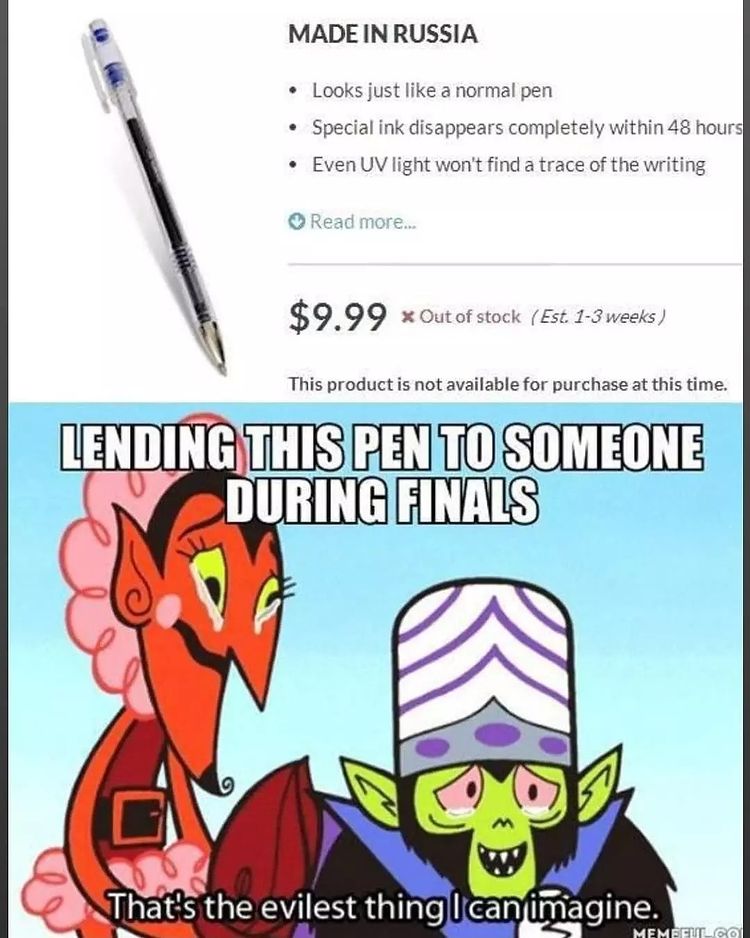 MADE IN RUSSIA
• Looks just like a normal pen
• Special ink disappears completely within 48 hours
• Even UV light won't find a trace of the writing
Read more...
$9.99 ✖ Out of stock (Est. 1-3 weeks)
This product is not available for purchase at this time.
LENDING THIS PEN TO SOMEONE
DURING FINALS
That's the evilest thing I can imagine.
MEMEFUL.CO